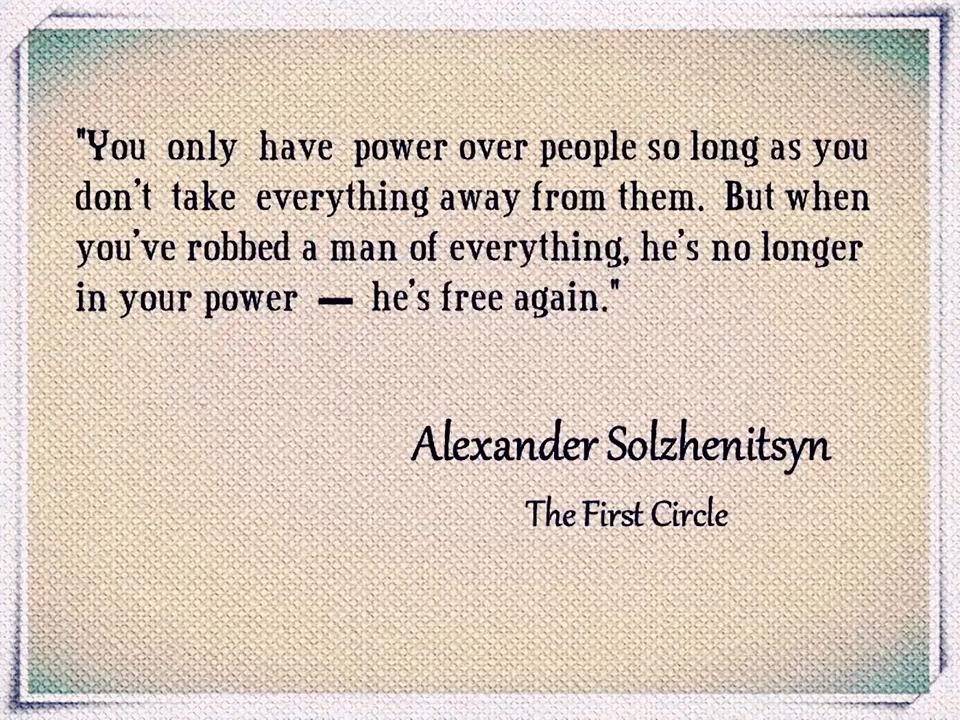 "You only have power over people so long as you
don't take everything away from them. But when
you've robbed a man of everything, he's no longer
in your power — he's free again."
Alexander Solzhenitsyn
The First Circle